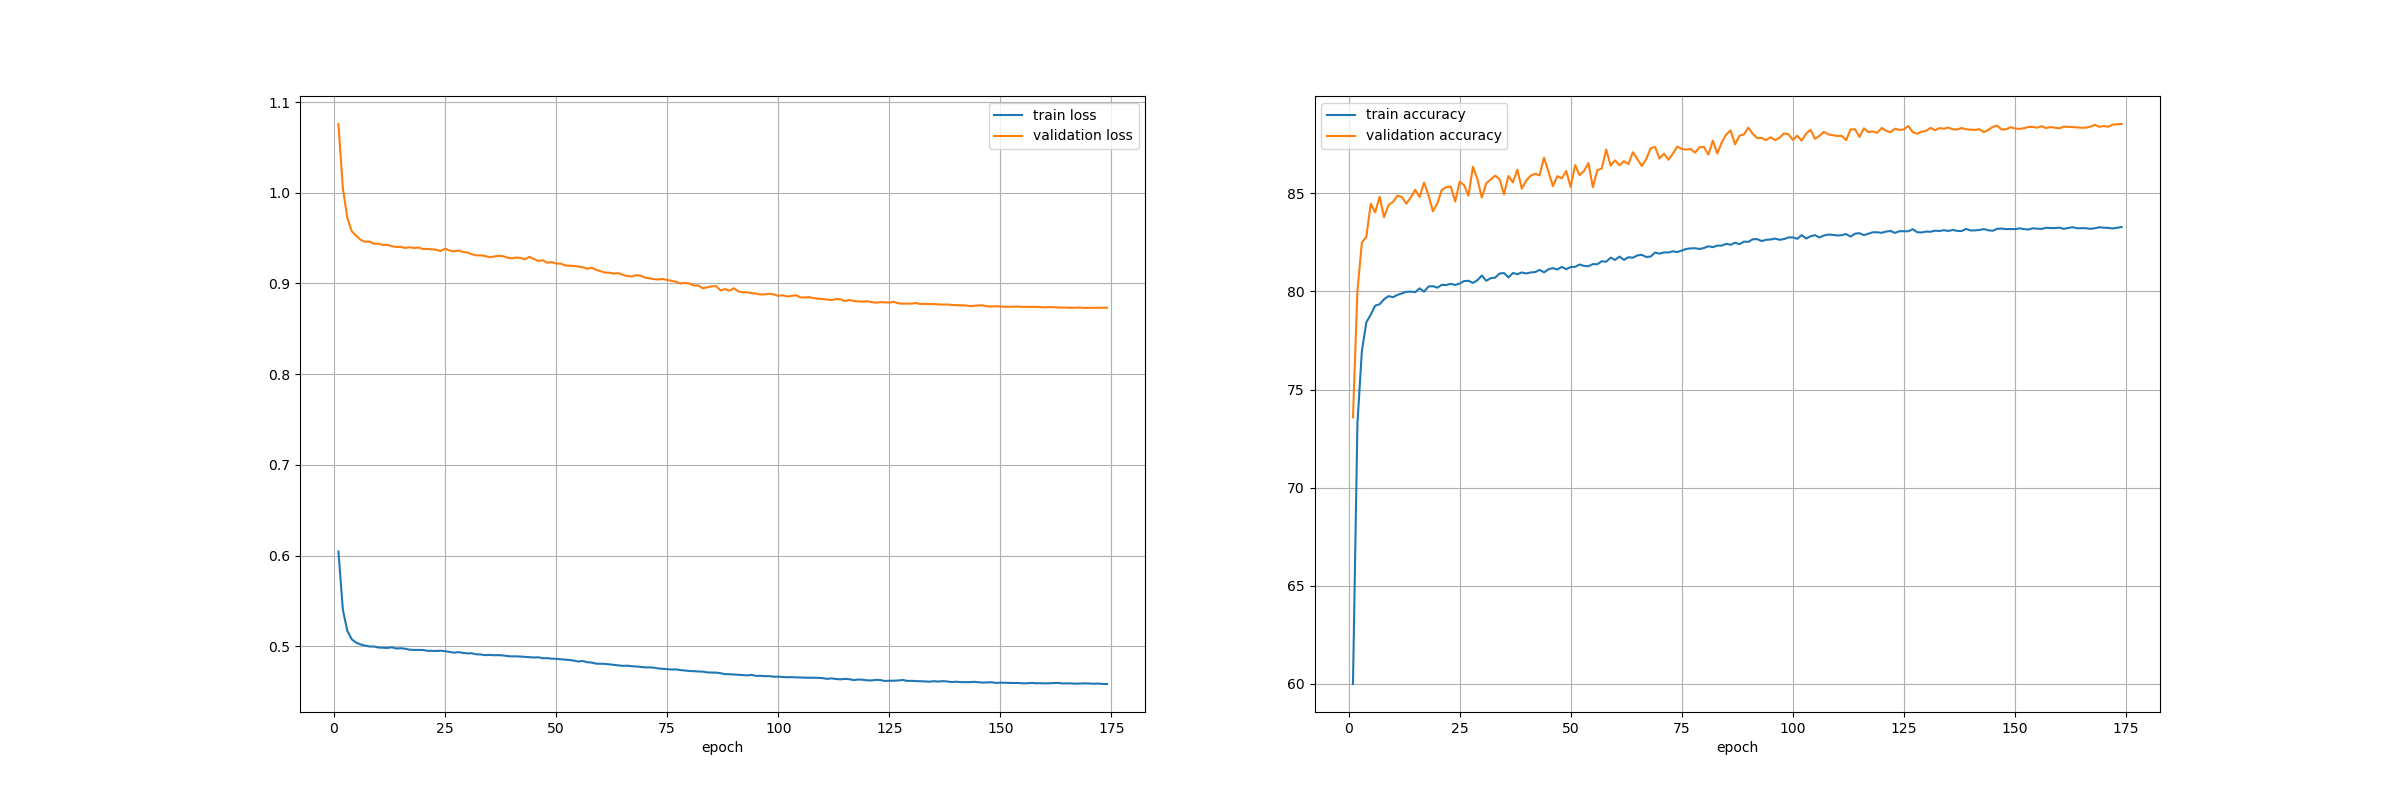 1.1
1.0
0.9
0.8
0.7
0.6
0.5
train loss
validation loss
0 25 50 75 100 125 150 175
epoch
85
80
75
70
65
60
train accuracy
validation accuracy
0 25 50 75 100 125 150 175
epoch